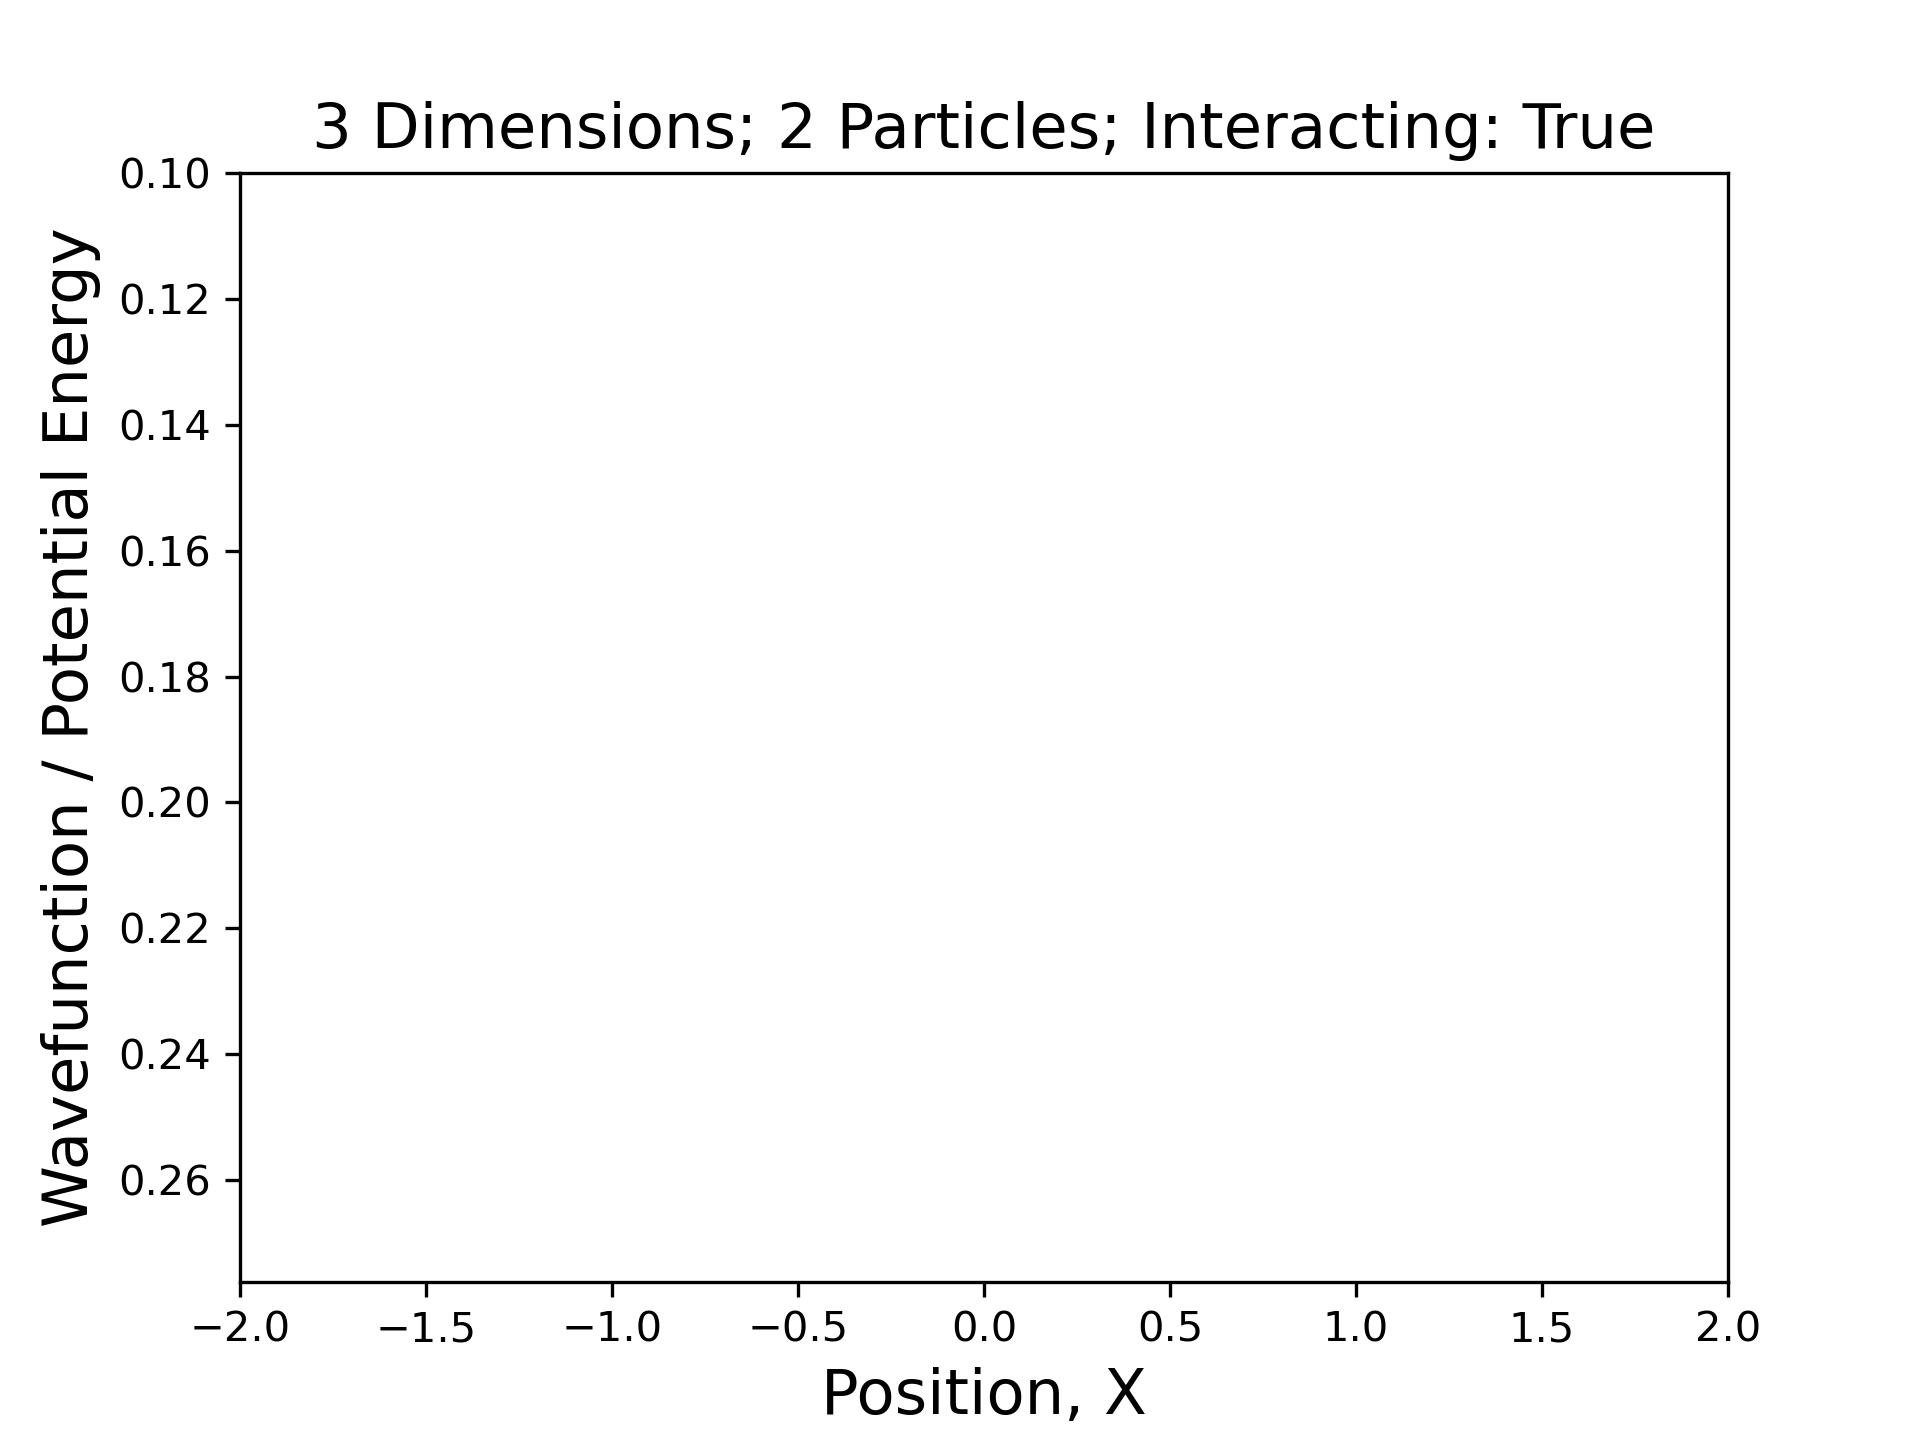 3 Dimensions; 2 Particles; Interacting: True
Wavefunction / Potential Energy
0.10
0.12
0.14
0.16
0.18
0.20
0.22
0.24
0.26
−2.0 −1.5 −1.0 −0.5 0.0 0.5 1.0 1.5 2.0
Position, X